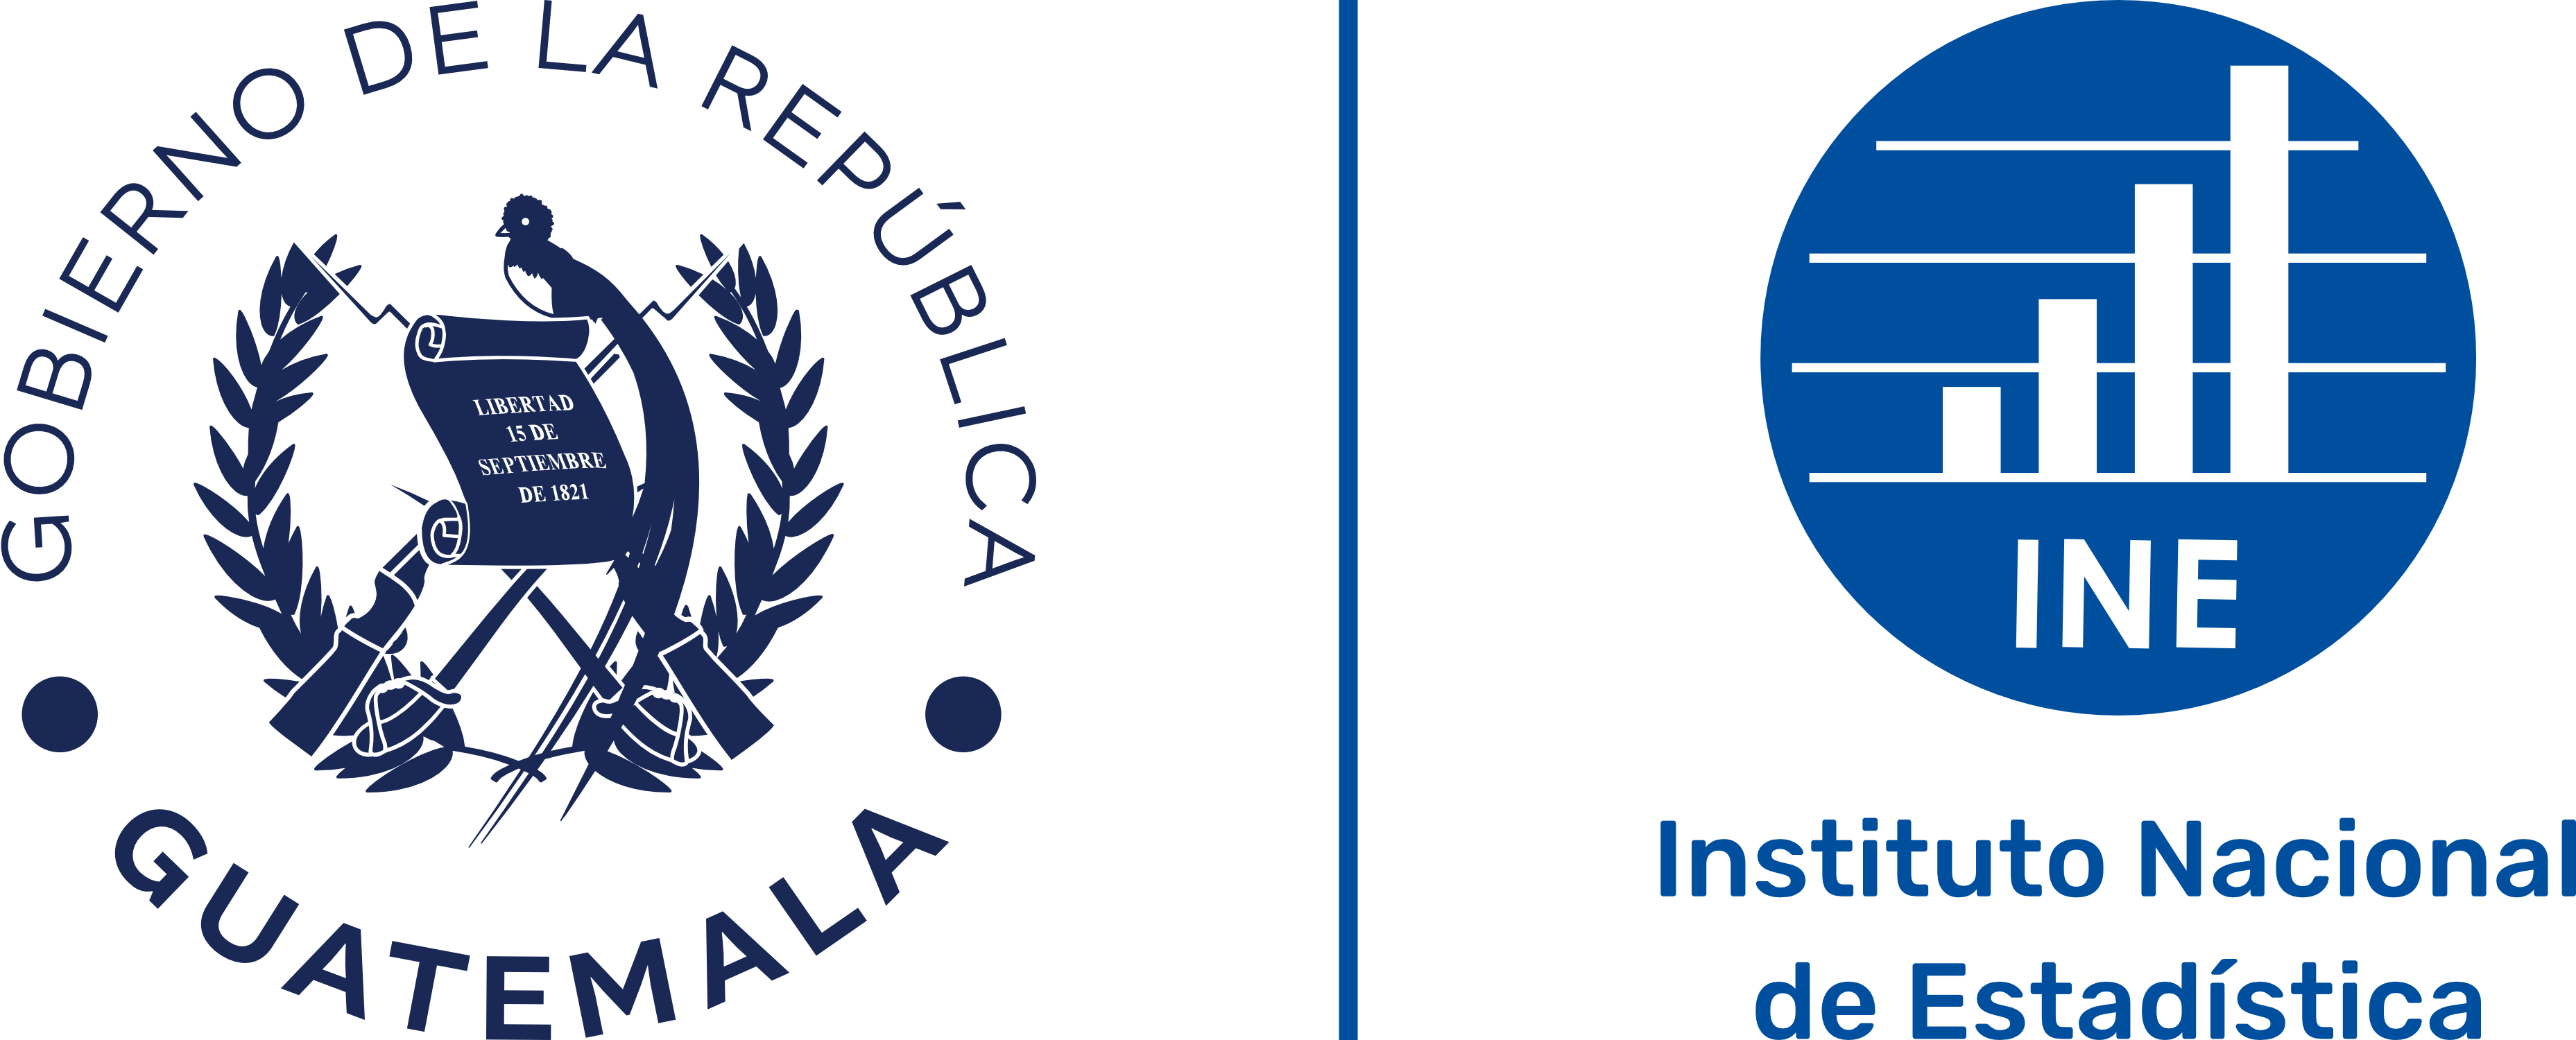 GOBIERNO DE LA REPÚBLICA
LIBERTAD
15 DE
SEPTIEMBRE
DE 1821
GUATEMALA
INE
Instituto Nacional
de Estadística